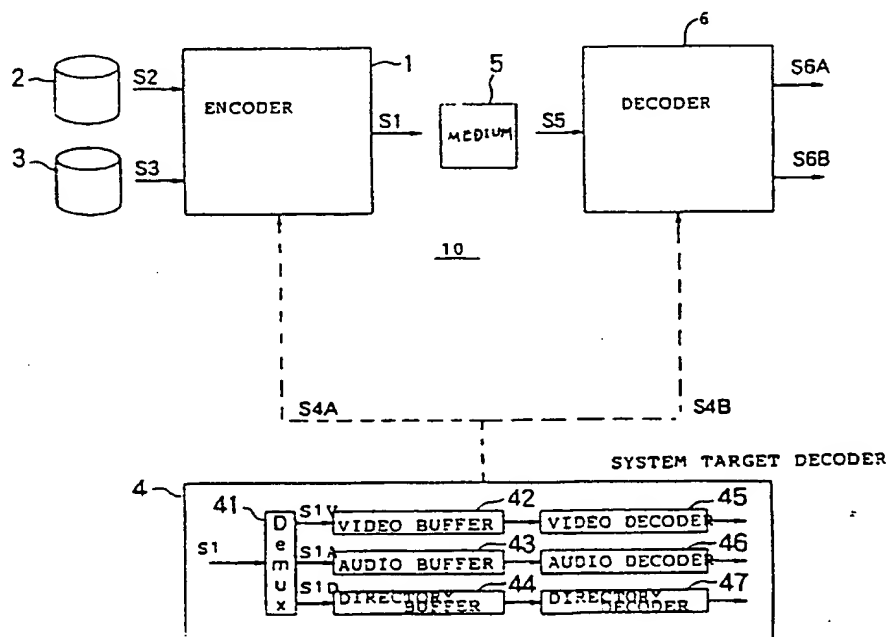 6
1
S6A
2
S2
5
ENCODER
DECODER
S1
MEDIUM
S5
3
S3
S6B
10
S4A
S4B
SYSTEM TARGET DECODER
4
41
42
45
S1V
VIDEO BUFFER
VIDEO DECODER
S1
Demux
43
46
S1A
AUDIO BUFFER
AUDIO DECODER
44
47
S1D
DIRECTORY BUFFER
DIRECTORY DECODER